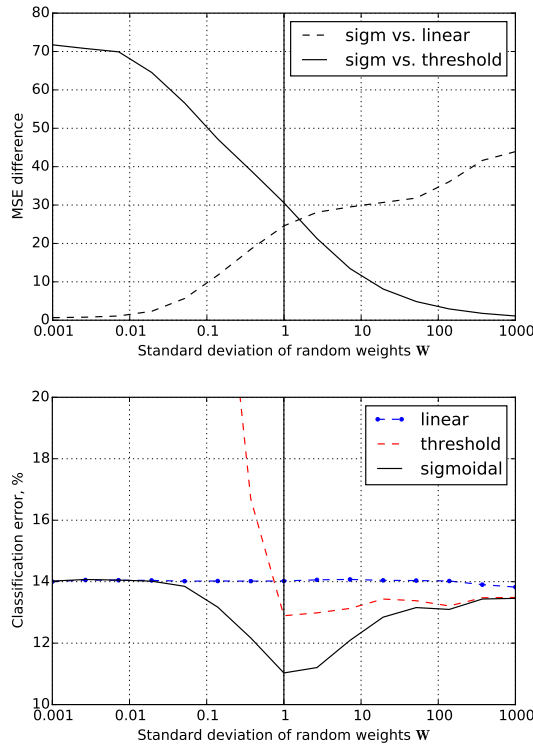 80
70
60
50
40
30
20
10
0
MSE difference
sigm vs. linear
sigm vs. threshold
0.001 0.01 0.1 1 10 100 1000
Standard deviation of random weights W
20
18
16
14
12
10
Classification error, %
linear
threshold
sigmoidal
0.001 0.01 0.1 1 10 100 1000
Standard deviation of random weights W